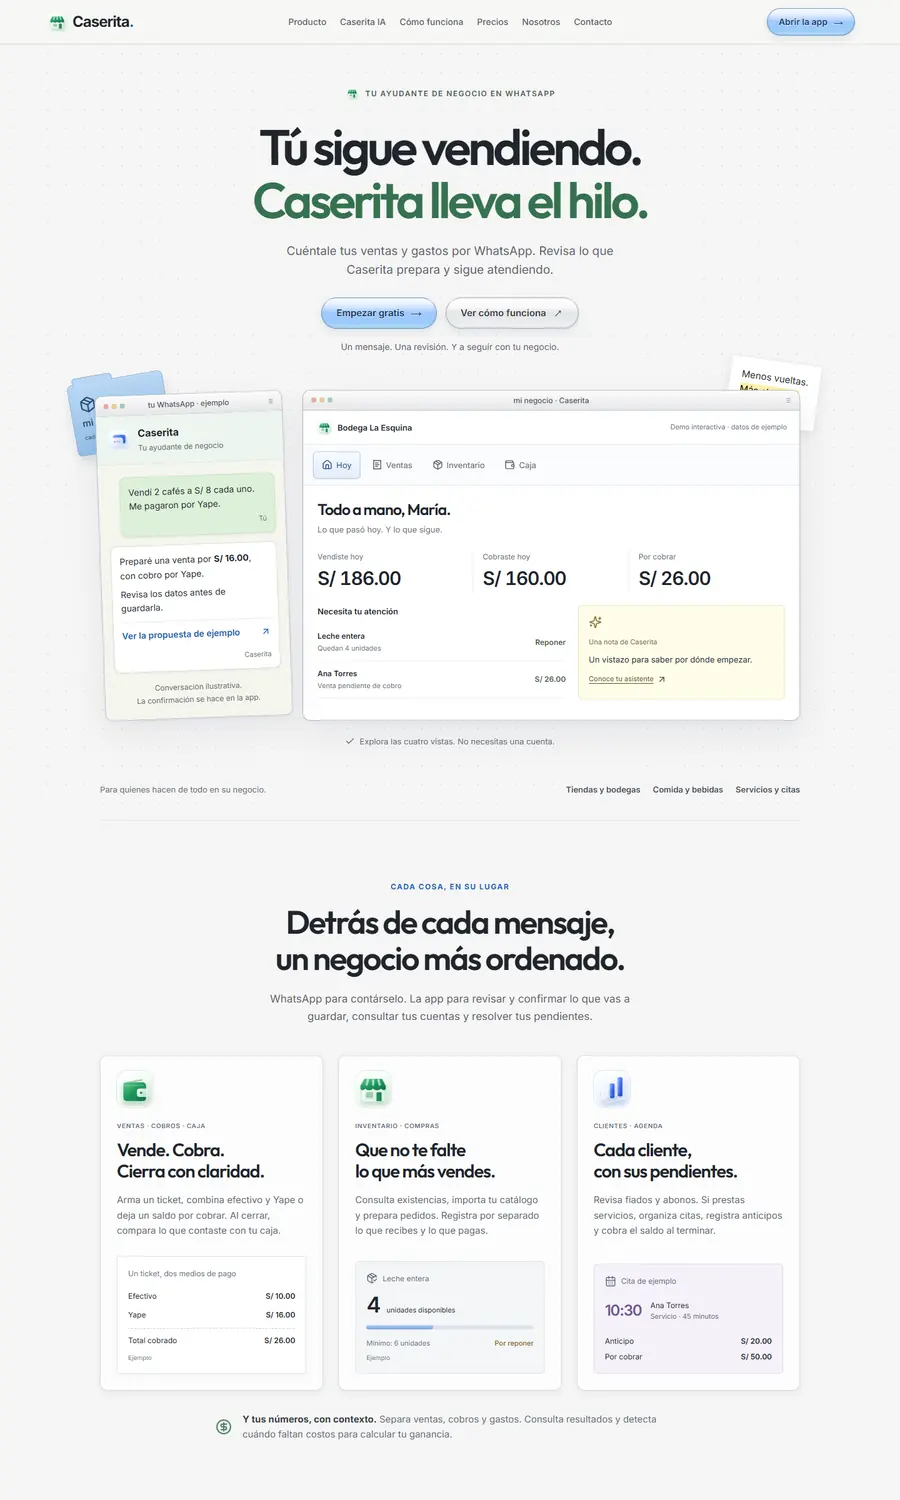 Caserita.
Producto
Caserita IA
Cómo funciona
Precios
Nosotros
Contacto
Abrir la app →
TU AYUDANTE DE NEGOCIO EN WHATSAPP
Tú sigue vendiendo.
Caserita lleva el hilo.
Cuéntale tus ventas y gastos por WhatsApp. Revisa lo que
Caserita prepara y sigue atendiendo.
Empezar gratis →
Ver cómo funciona ↗
Un mensaje. Una revisión. Y a seguir con tu negocio.
mi
Menos vueltas.
tu WhatsApp · ejemplo
Caserita
Tu ayudante de negocio
Vendí 2 cafés a S/ 8 cada uno.
Me pagaron por Yape.
Tú
Preparé una venta por S/ 16.00,
con cobro por Yape.
Revisa los datos antes de
guardarla.
Ver la propuesta de ejemplo ↗
Caserita
Conversación ilustrativa.
La confirmación se hace en la app.
mi negocio · Caserita
Bodega La Esquina
Demo interactiva · datos de ejemplo
Hoy
Ventas
Inventario
Caja
Todo a mano, María.
Lo que pasó hoy. Y lo que sigue.
Vendiste hoy
S/ 186.00
Cobraste hoy
S/ 160.00
Por cobrar
S/ 26.00
Necesita tu atención
Leche entera
Quedan 4 unidades
Reponer
Ana Torres
Venta pendiente de cobro
S/ 26.00
Una nota de Caserita
Un vistazo para saber por dónde empezar.
Conoce tu asistente ↗
Explora las cuatro vistas. No necesitas una cuenta.
Para quienes hacen de todo en su negocio.
Tiendas y bodegas
Comida y bebidas
Servicios y citas
CADA COSA, EN SU LUGAR
Detrás de cada mensaje,
un negocio más ordenado.
WhatsApp para contárselo. La app para revisar y confirmar lo que vas a
guardar, consultar tus cuentas y resolver tus pendientes.
VENTAS · COBROS · CAJA
Vende. Cobra.
Cierra con claridad.
Arma un ticket, combina efectivo y Yape o
deja un saldo por cobrar. Al cerrar,
compara lo que contaste con tu caja.
Un ticket, dos medios de pago
Efectivo S/ 10.00
Yape S/ 16.00
Total cobrado S/ 26.00
Ejemplo
INVENTARIO · COMPRAS
Que no te falte
lo que más vendes.
Consulta existencias, importa tu catálogo
y prepara pedidos. Registra por separado
lo que recibes y lo que pagas.
Leche entera
4 unidades disponibles
Mínimo: 6 unidades Por reponer
Ejemplo
CLIENTES · AGENDA
Cada cliente,
con sus pendientes.
Revisa fiados y abonos. Si prestas
servicios, organiza citas, registra anticipos
y cobra el saldo al terminar.
Cita de ejemplo
10:30
Ana Torres
Servicio · 45 minutos
Anticipo S/ 20.00
Por cobrar S/ 50.00
Y tus números, con contexto. Separa ventas, cobros y gastos. Consulta resultados y detecta
cuándo faltan costos para calcular tu ganancia.